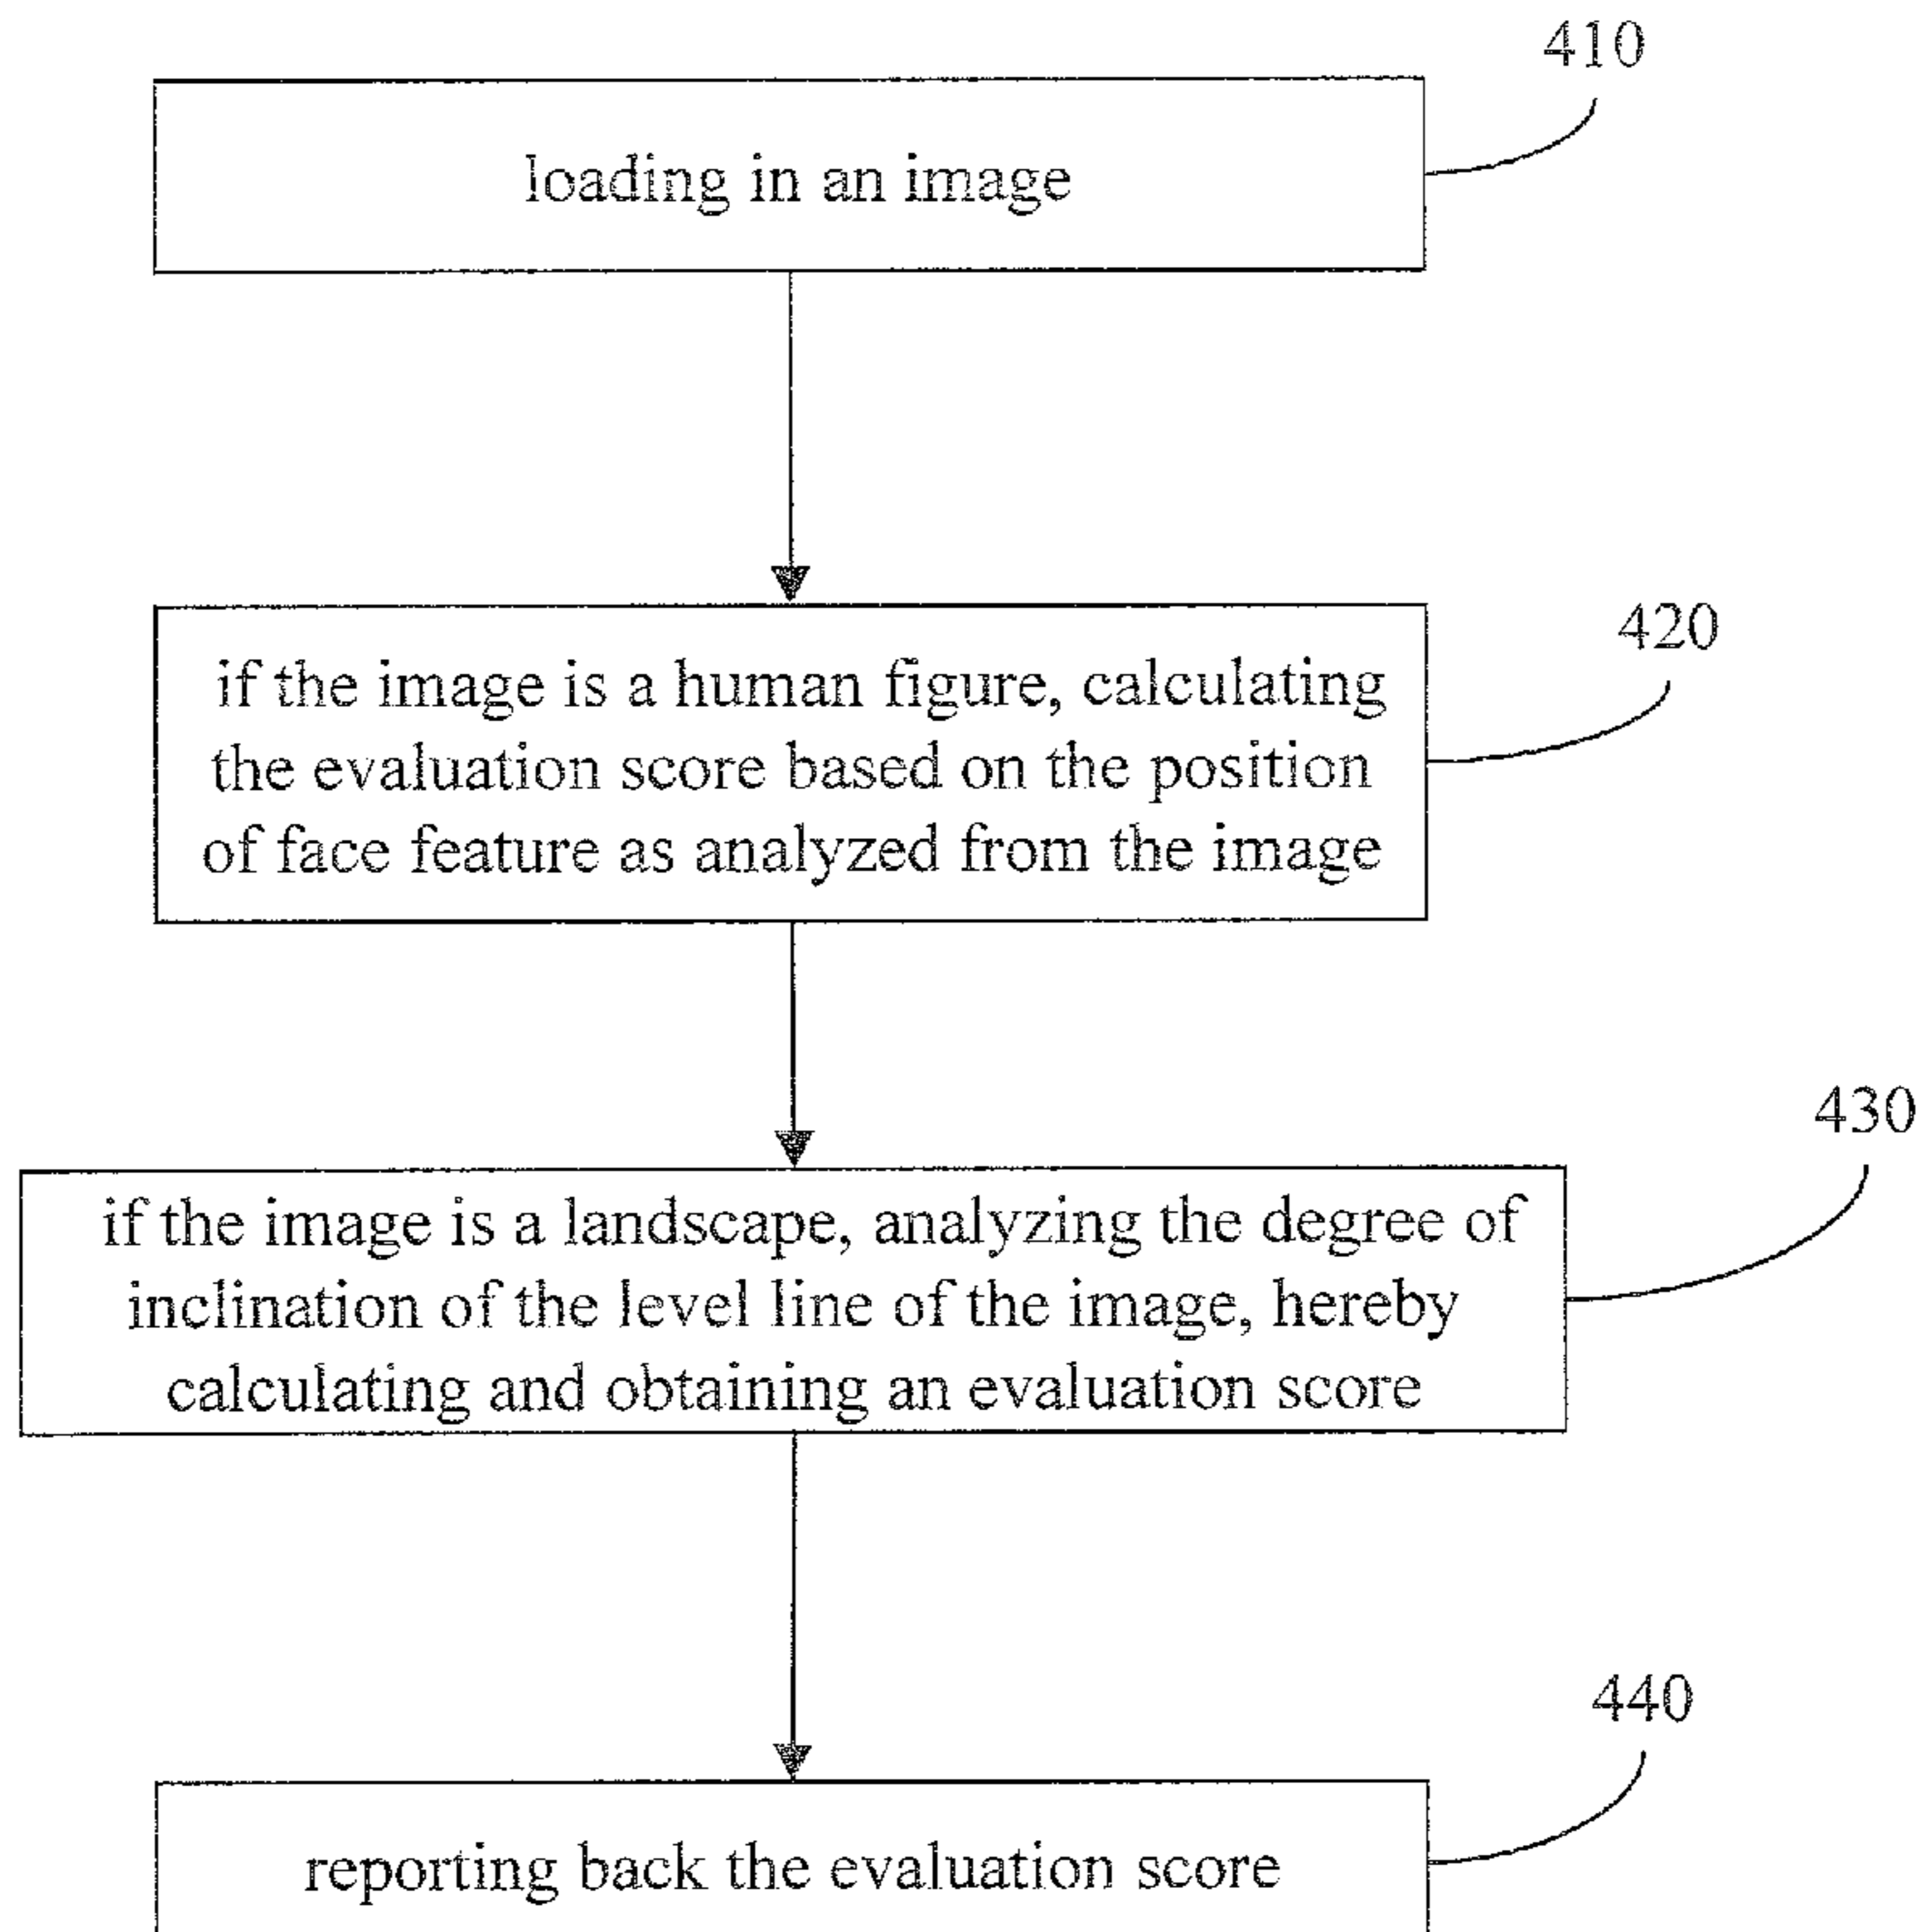 410
loading in an image
420
if the image is a human figure, calculating
the evaluation score based on the position
of face feature as analyzed from the image
430
if the image is a landscape, analyzing the degree of
inclination of the level line of the image, hereby
calculating and obtaining an evaluation score
440
reporting back the evaluation score